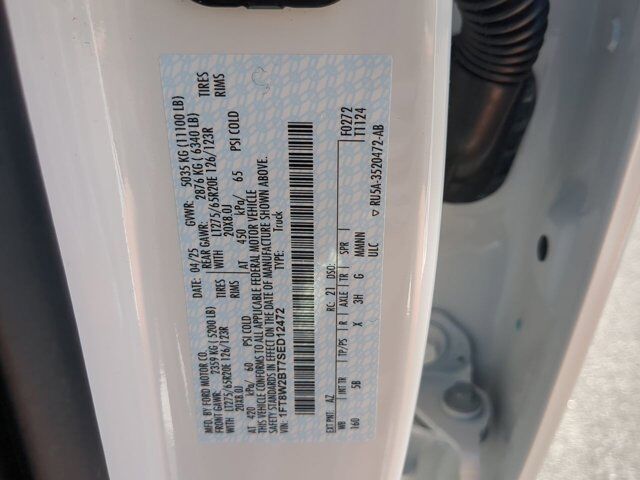 MFD. BY FORD MOTOR CO.
DATE: 04/25 GVWR: 5035 KG (11100 LB)
FRONT GAWR: 2359 KG ( 5200 LB) REAR GAWR: 2876 KG ( 6340 LB)
LT275/65R20E 126/123R TIRES WITH LT275/65R20E 126/123R TIRES
WITH 20X8.0J RIMS 20X8.0J RIMS
AT 420 kPa/ 60 PSI COLD AT 450 kPa/ 65 PSI COLD
THIS VEHICLE CONFORMS TO ALL APPLICABLE FEDERAL MOTOR VEHICLE
SAFETY STANDARDS IN EFFECT ON THE DATE OF MANUFACTURE SHOWN ABOVE.
VIN: 1FT8W2BT7SED12472 TYPE: Truck
F0272
T1124
EXT PNT: AZ RC: 21 DSO:
WB INT TR TP/PS R AXLE TR SPR
160 5B X 3H G MMNN
ULC
RU5A-3520472-AB